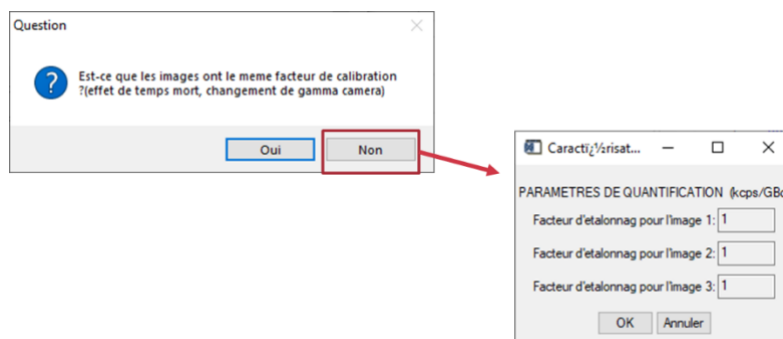 Question
Est-ce que les images ont le meme facteur de calibration
?(effet de temps mort, changement de gamma camera)
Oui
Non
Caractï¿½risat...
PARAMETRES DE QUANTIFICATION (kcps/GBq
Facteur d'etalonnag pour l'image 1: 1
Facteur d'etalonnag pour l'image 2: 1
Facteur d'etalonnag pour l'image 3: 1
OK
Annuler